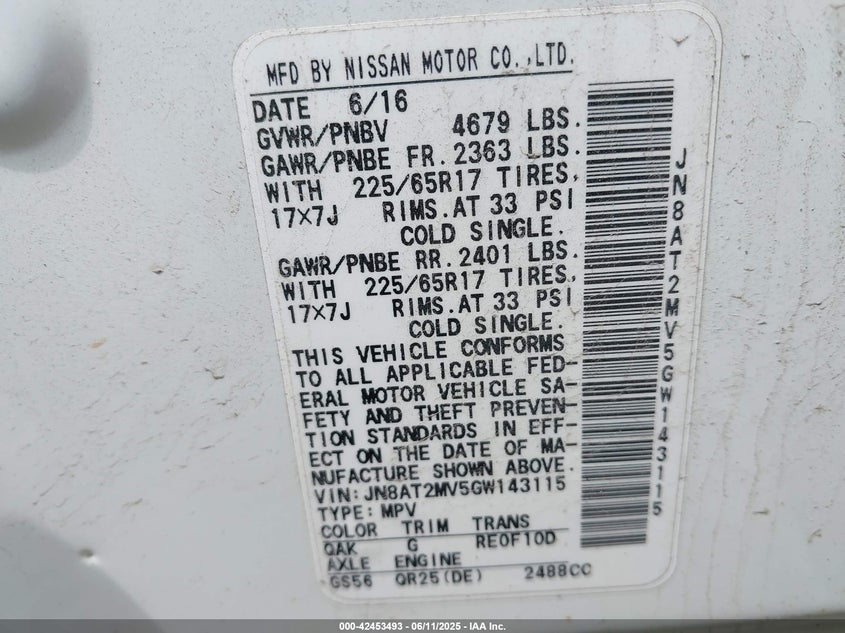 MFD BY NISSAN MOTOR CO.,LTD.
DATE 6/16
GVWR/PNBV 4679 LBS.
GAWR/PNBE FR. 2363 LBS.
WITH 225/65R17 TIRES,
17×7J RIMS. AT 33 PSI
COLD SINGLE.
GAWR/PNBE RR. 2401 LBS.
WITH 225/65R17 TIRES,
17×7J RIMS. AT 33 PSI
COLD SINGLE.
THIS VEHICLE CONFORMS
TO ALL APPLICABLE FED-
ERAL MOTOR VEHICLE SA-
FETY AND THEFT PREVEN-
TION STANDARDS IN EFF-
ECT ON THE DATE OF MA-
NUFACTURE SHOWN ABOVE.
VIN:JN8AT2MV5GW143115
TYPE:MPV
COLOR TRIM TRANS
QAK G RE0F10D
AXLE ENGINE
GS56 QR25(DE) 2488CC
JN8AT2MV5GW143115
000-42453493 - 06/11/2025 - IAA Inc.